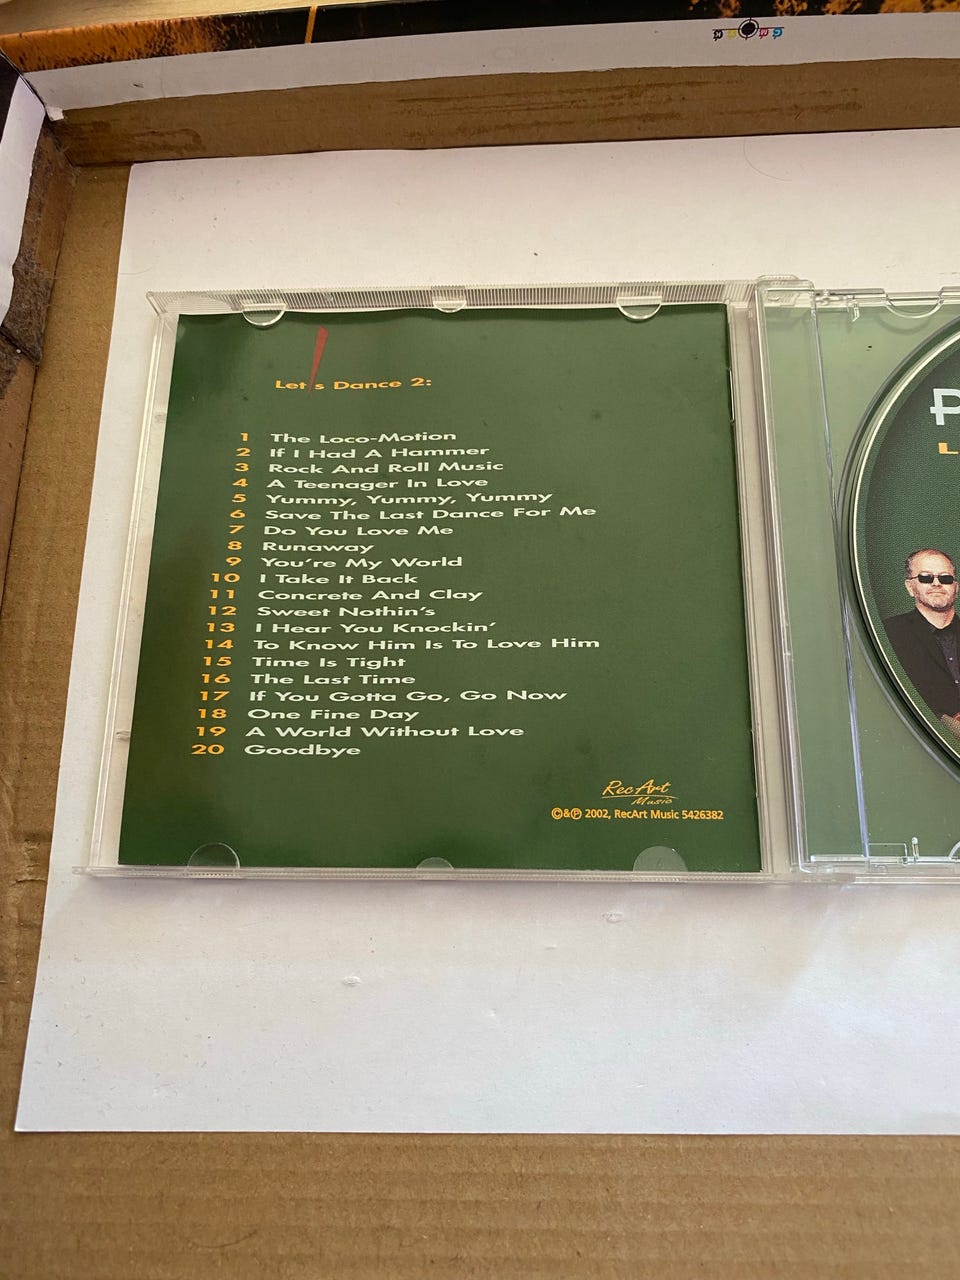 Let's Dance 2:
1 The Loco-Motion
2 If I Had A Hammer
3 Rock And Roll Music
4 A Teenager In Love
5 Yummy, Yummy, Yummy
6 Save The Last Dance For Me
7 Do You Love Me
8 Runaway
9 You're My World
10 I Take It Back
11 Concrete And Clay
12 Sweet Nothin's
13 I Hear You Knockin'
14 To Know Him Is To Love Him
15 Time Is Tight
16 The Last Time
17 If You Gotta Go, Go Now
18 One Fine Day
19 A World Without Love
20 Goodbye
RecArt
Music
©&℗ 2002, RecArt Music 5426382